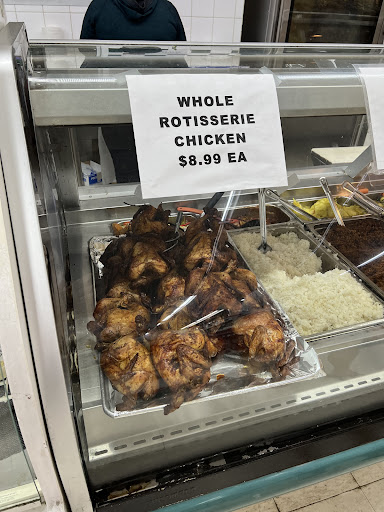 WHOLE
ROTISSERIE
CHICKEN
$8.99 EA